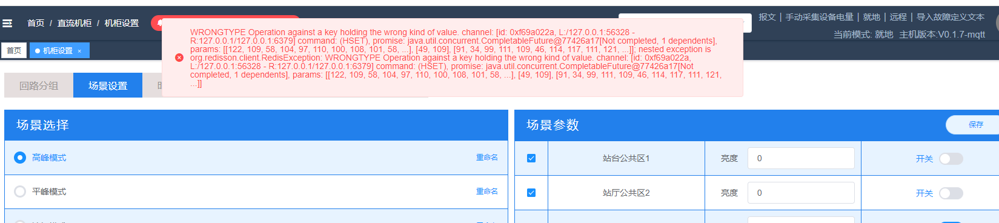 首页 / 直流机柜 / 机柜设置
报文 | 手动采集设备电量 | 就地 | 远程 | 导入故障定义文本
当前模式: 就地 主机版本:V0.1.7-mqtt
首页
机柜设置 ×
WRONGTYPE Operation against a key holding the wrong kind of value. channel: [id: 0xf69a022a, L:/127.0.0.1:56328 -
R:127.0.0.1/127.0.0.1:6379] command: (HSET), promise: java.util.concurrent.CompletableFuture@77426a17[Not completed, 1 dependents],
params: [[122, 109, 58, 104, 97, 110, 100, 108, 101, 58, ...], [49, 109], [91, 34, 99, 111, 109, 46, 114, 117, 111, 121, ...]]; nested exception is
org.redisson.client.RedisException: WRONGTYPE Operation against a key holding the wrong kind of value. channel: [id: 0xf69a022a,
L:/127.0.0.1:56328 - R:127.0.0.1/127.0.0.1:6379] command: (HSET), promise: java.util.concurrent.CompletableFuture@77426a17[Not
completed, 1 dependents], params: [[122, 109, 58, 104, 97, 110, 100, 108, 101, 58, ...], [49, 109], [91, 34, 99, 111, 109, 46, 114, 117, 111, 121,
...]]
回路分组
场景设置
场景选择
高峰模式 重命名
平峰模式 重命名
场景参数 保存
站台公共区1 亮度 0 开关
站厅公共区2 亮度 0 开关